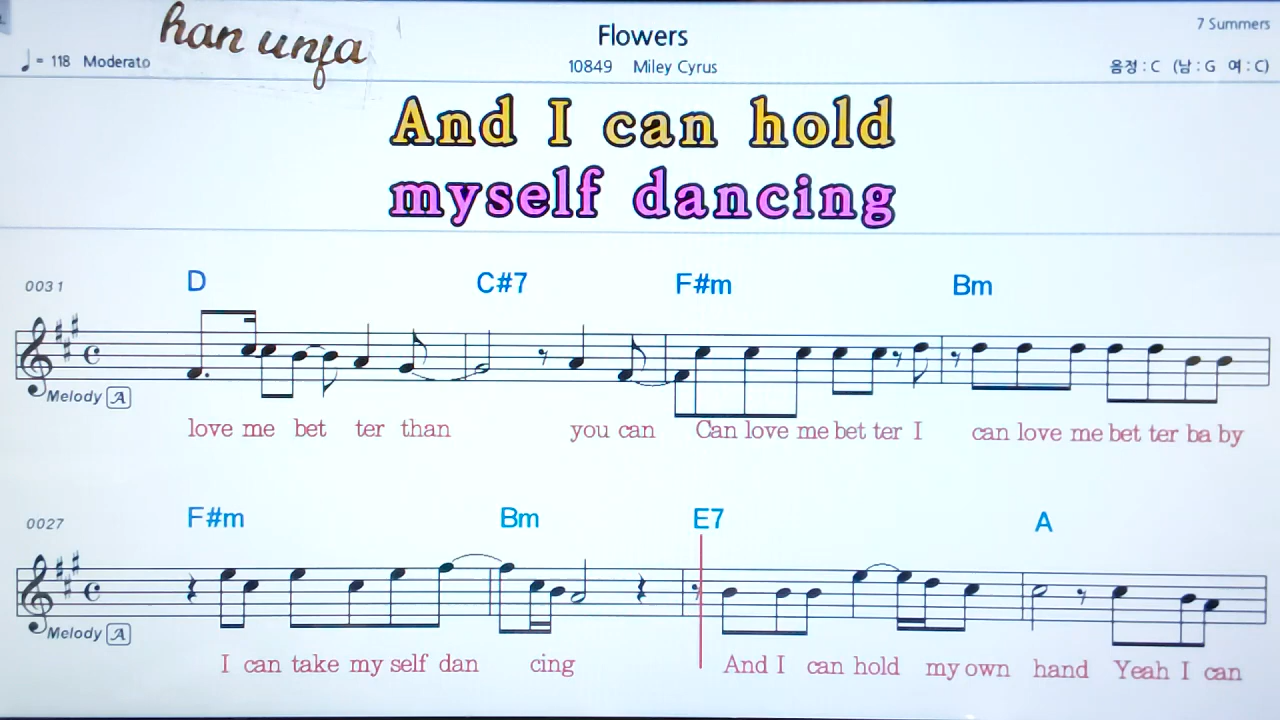 han unfa
Flowers
7 Summers
♩ = 118 Moderato
10849 Miley Cyrus
음정 : C (남 : G 여 : C)
And I can hold
myself dancing
0031
D C#7 F#m Bm
Melody A
love me bet ter than you can Can love me bet ter I can love me bet ter ba by
0027
F#m Bm E7 A
Melody A
I can take my self dan cing And I can hold my own hand Yeah I can